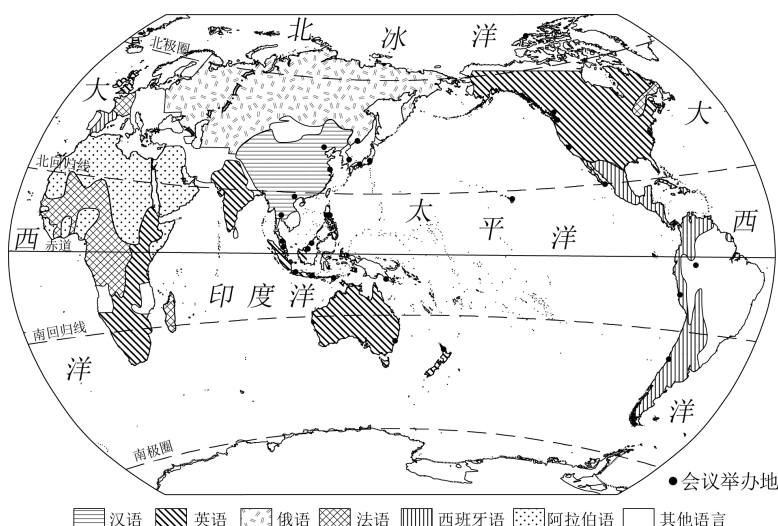 北冰洋
北极圈
大
大
北回归线
太平洋
西
赤道
西
印度洋
南回归线
洋
洋
南极圈
会议举办地
汉语 英语 俄语 法语 西班牙语 阿拉伯语 其他语言